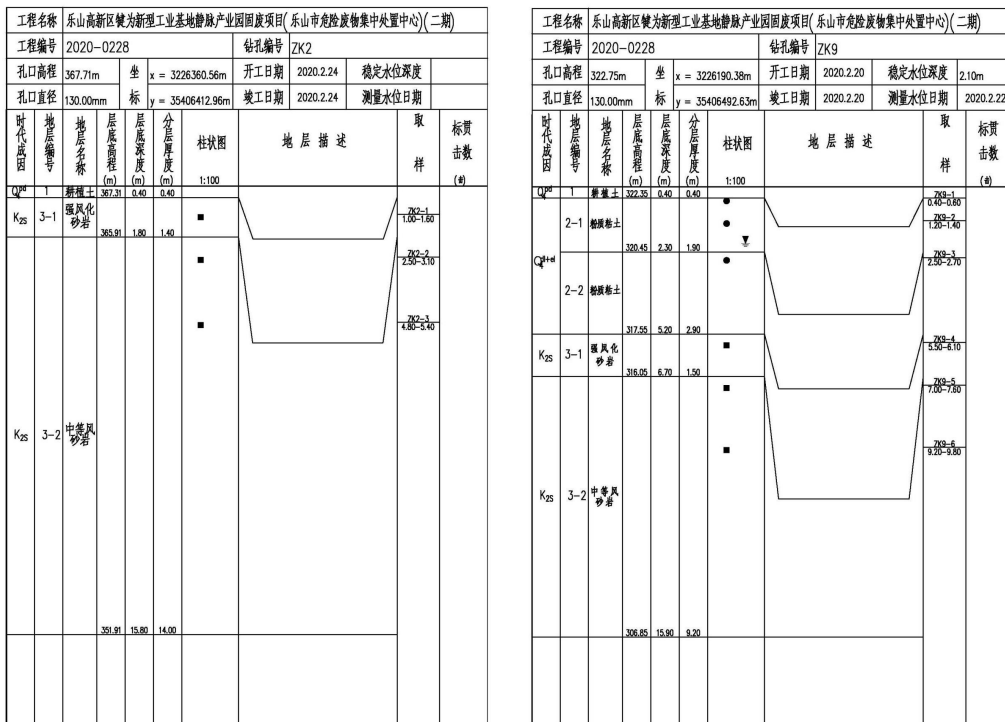 工程名称 乐山高新区犍为新型工业基地静脉产业园固废项目(乐山市危险废物集中处置中心)(二期)
工程编号 2020-0228 钻孔编号 ZK2
孔口高程 367.71m 坐 x = 3226360.56m 开工日期 2020.2.24 稳定水位深度
孔口直径 130.00mm 标 y = 35406412.96m 竣工日期 2020.2.24 测量水位日期
时代成因 地层编号 地层名称 层底高程(m) 层底深度(m) 分层厚度(m) 柱状图 1:100 地层描述 取样 标贯击数(击)
Q4pd 1 耕植土 367.31 0.40 0.40
K2S 3-1 强风化砂岩 365.91 1.80 1.40
ZK2-1
1.00-1.60
ZK2-2
2.50-3.10
ZK2-3
4.80-5.40
K2S 3-2 中等风砂岩
351.91 15.80 14.00
工程名称 乐山高新区犍为新型工业基地静脉产业园固废项目(乐山市危险废物集中处置中心)(二期)
工程编号 2020-0228 钻孔编号 ZK9
孔口高程 322.75m 坐 x = 3226190.38m 开工日期 2020.2.20 稳定水位深度 2.10m
孔口直径 130.00mm 标 y = 35406492.63m 竣工日期 2020.2.20 测量水位日期 2020.2.22
时代成因 地层编号 地层名称 层底高程(m) 层底深度(m) 分层厚度(m) 柱状图 1:100 地层描述 取样 标贯击数(击)
Q4pd 1 耕植土 322.35 0.40 0.40
ZK9-1
0.40-0.60
ZK9-2
1.20-1.40
2-1 粉质粘土
320.45 2.30 1.90
ZK9-3
2.50-2.70
2-2 粉质粘土
317.55 5.20 2.90
ZK9-4
5.50-6.10
K2S 3-1 强风化砂岩
316.05 6.70 1.50
ZK9-5
7.00-7.60
ZK9-6
9.20-9.80
K2S 3-2 中等风砂岩
306.85 15.90 9.20